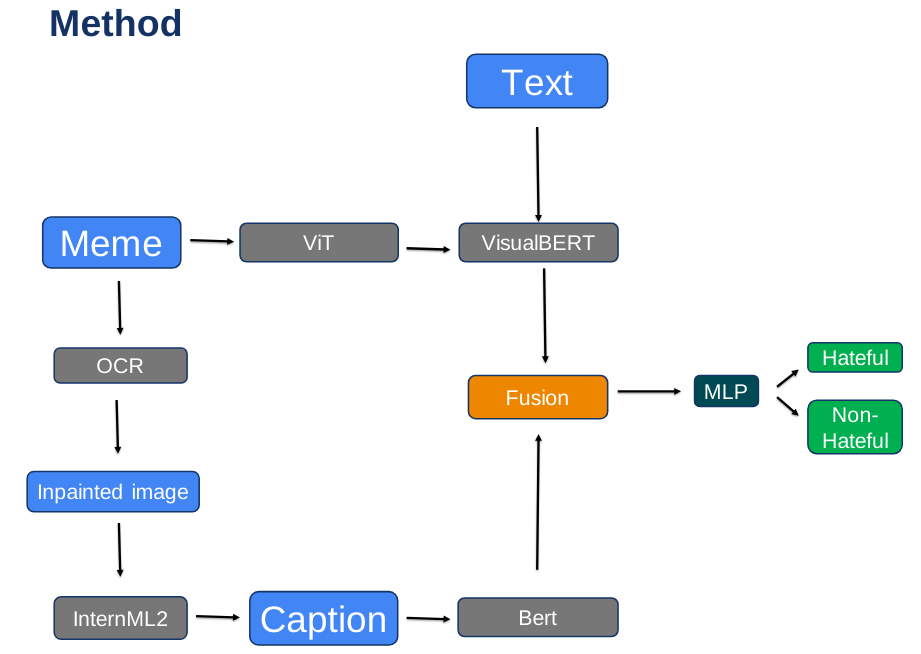 Method
Text
Meme
ViT
VisualBERT
OCR
Hateful
Fusion
MLP
Non-
Hateful
Inpainted image
InternML2
Caption
Bert